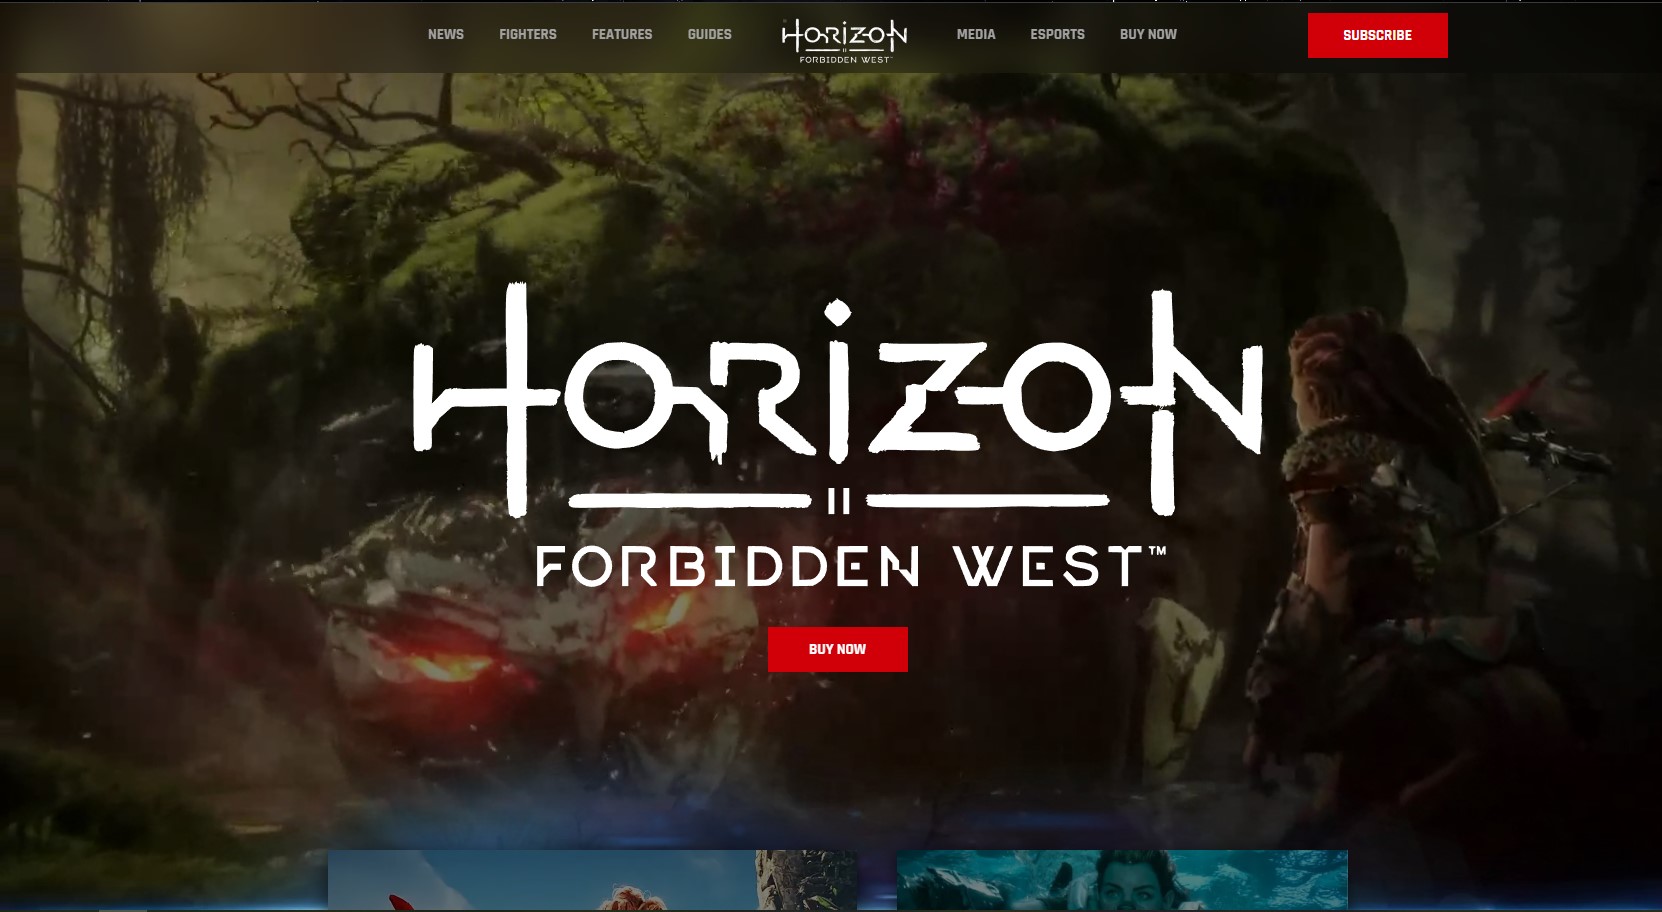 NEWS FIGHTERS FEATURES GUIDES HORIZON MEDIA ESPORTS BUY NOW SUBSCRIBE
II
FORBIDDEN WEST
HORIZON
II
FORBIDDEN WEST™
BUY NOW